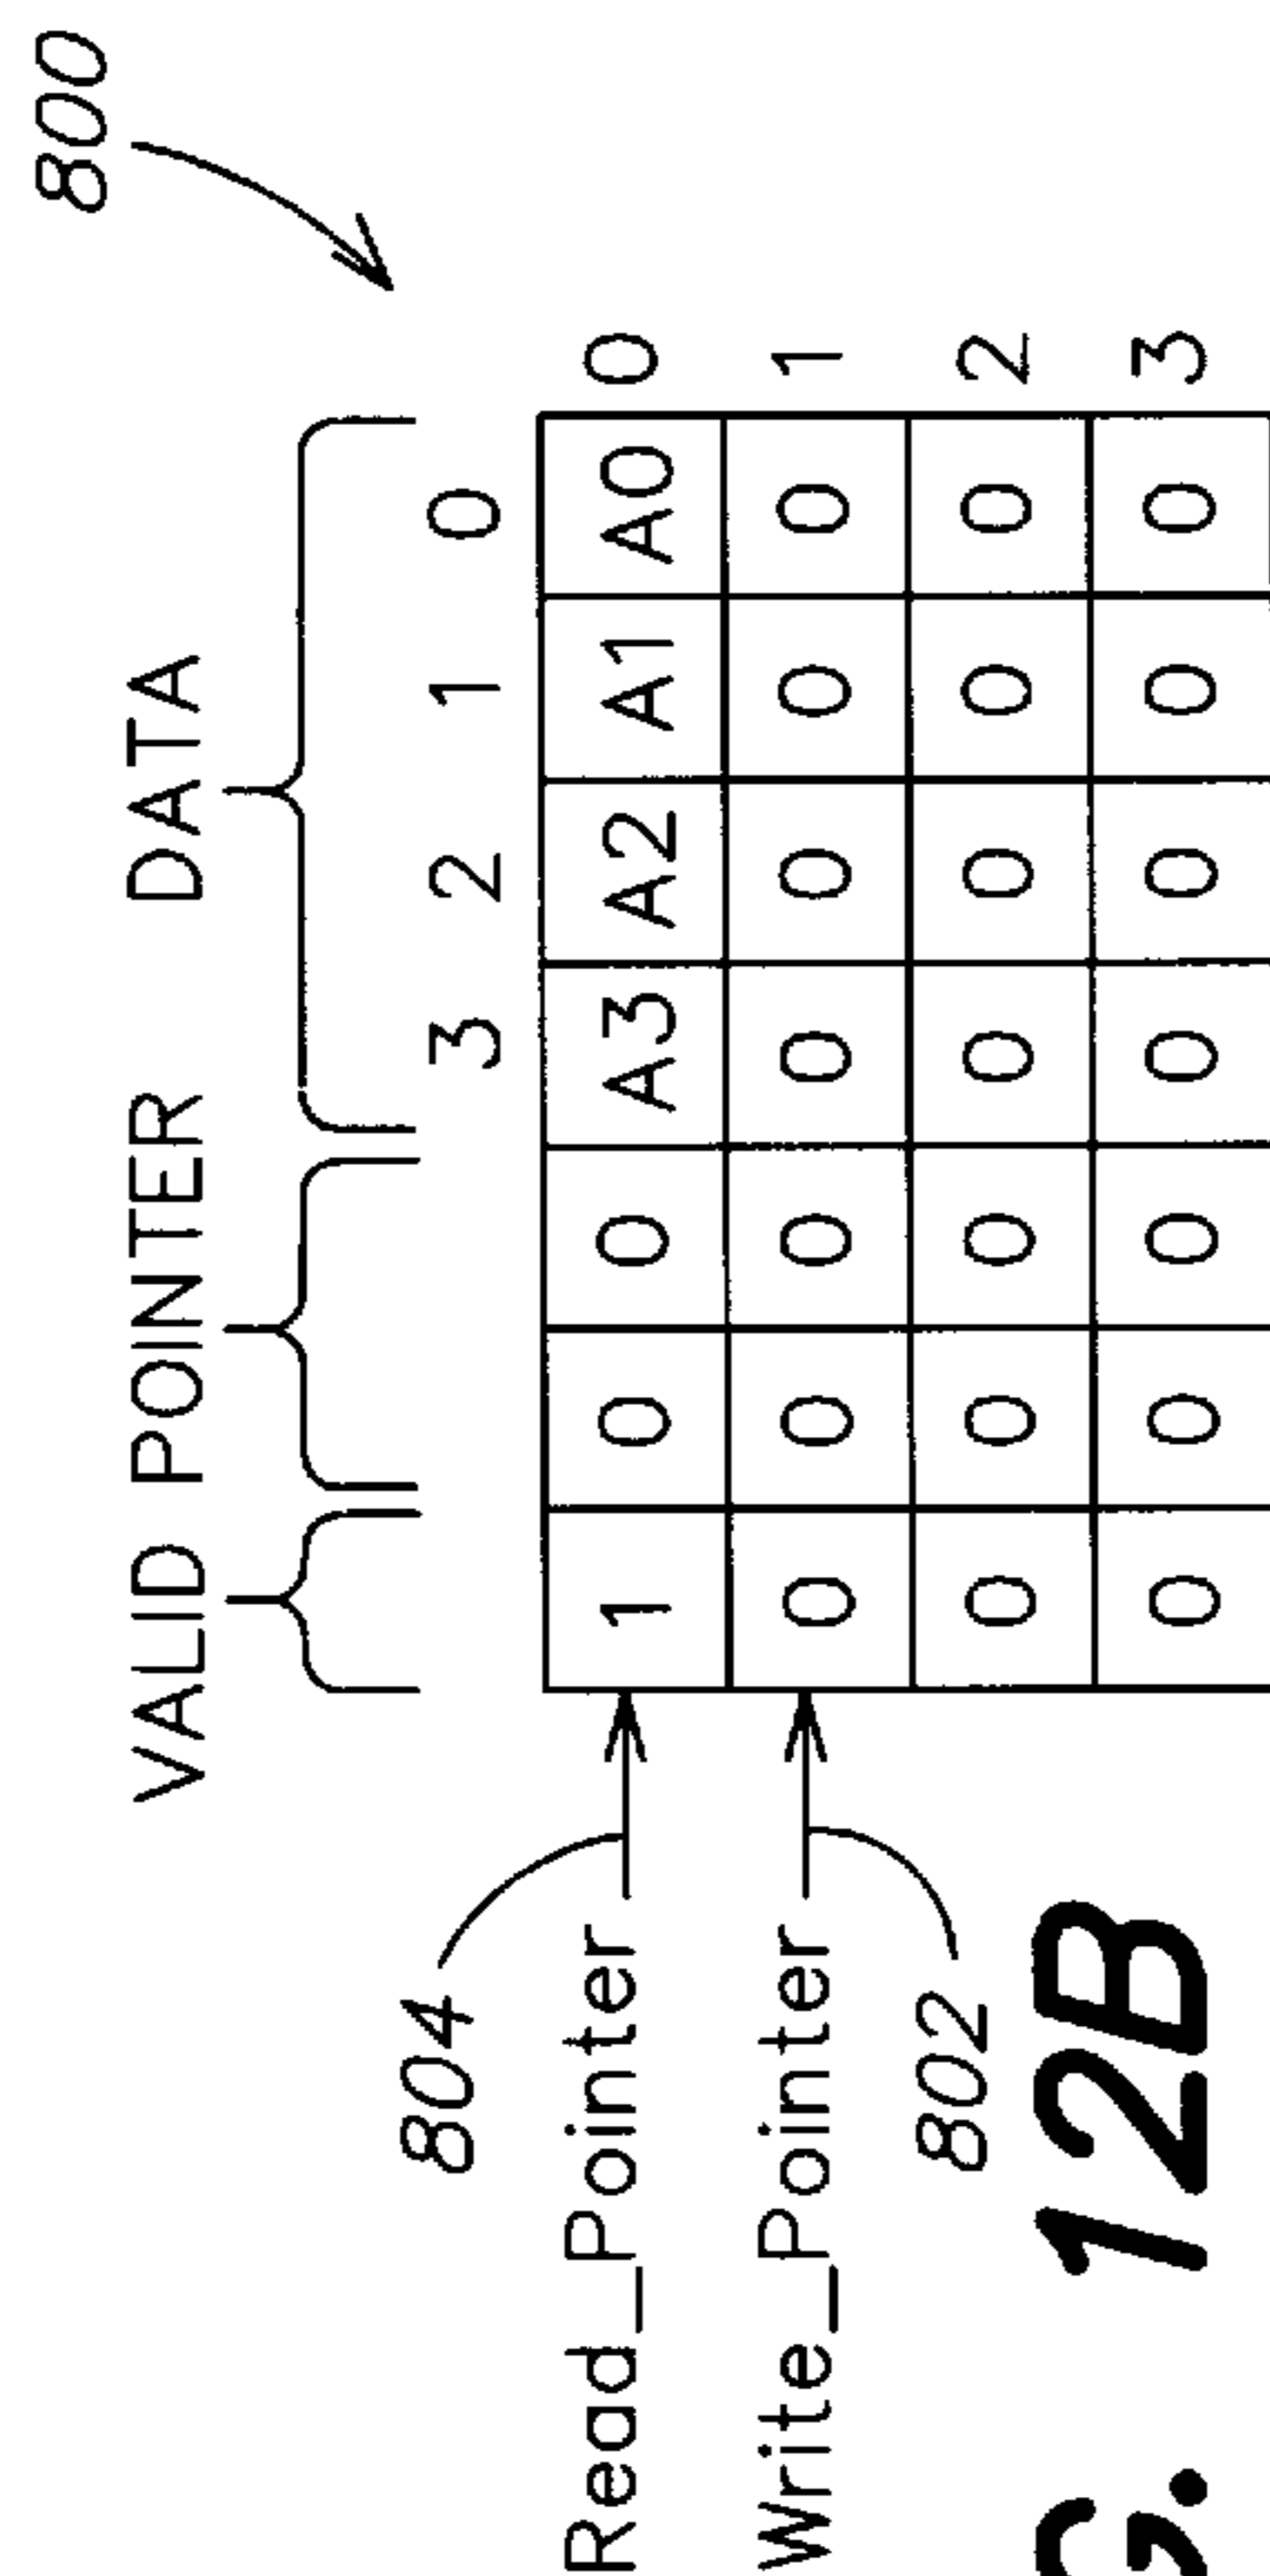 800
VALID POINTER DATA
3 2 1 0
804
Read_Pointer 1 0 0 A3 A2 A1 A0 0
Write_Pointer 0 0 0 0 0 0 0 1
802
0 0 0 0 0 0 0 2
0 0 0 0 0 0 0 3
G. 12B